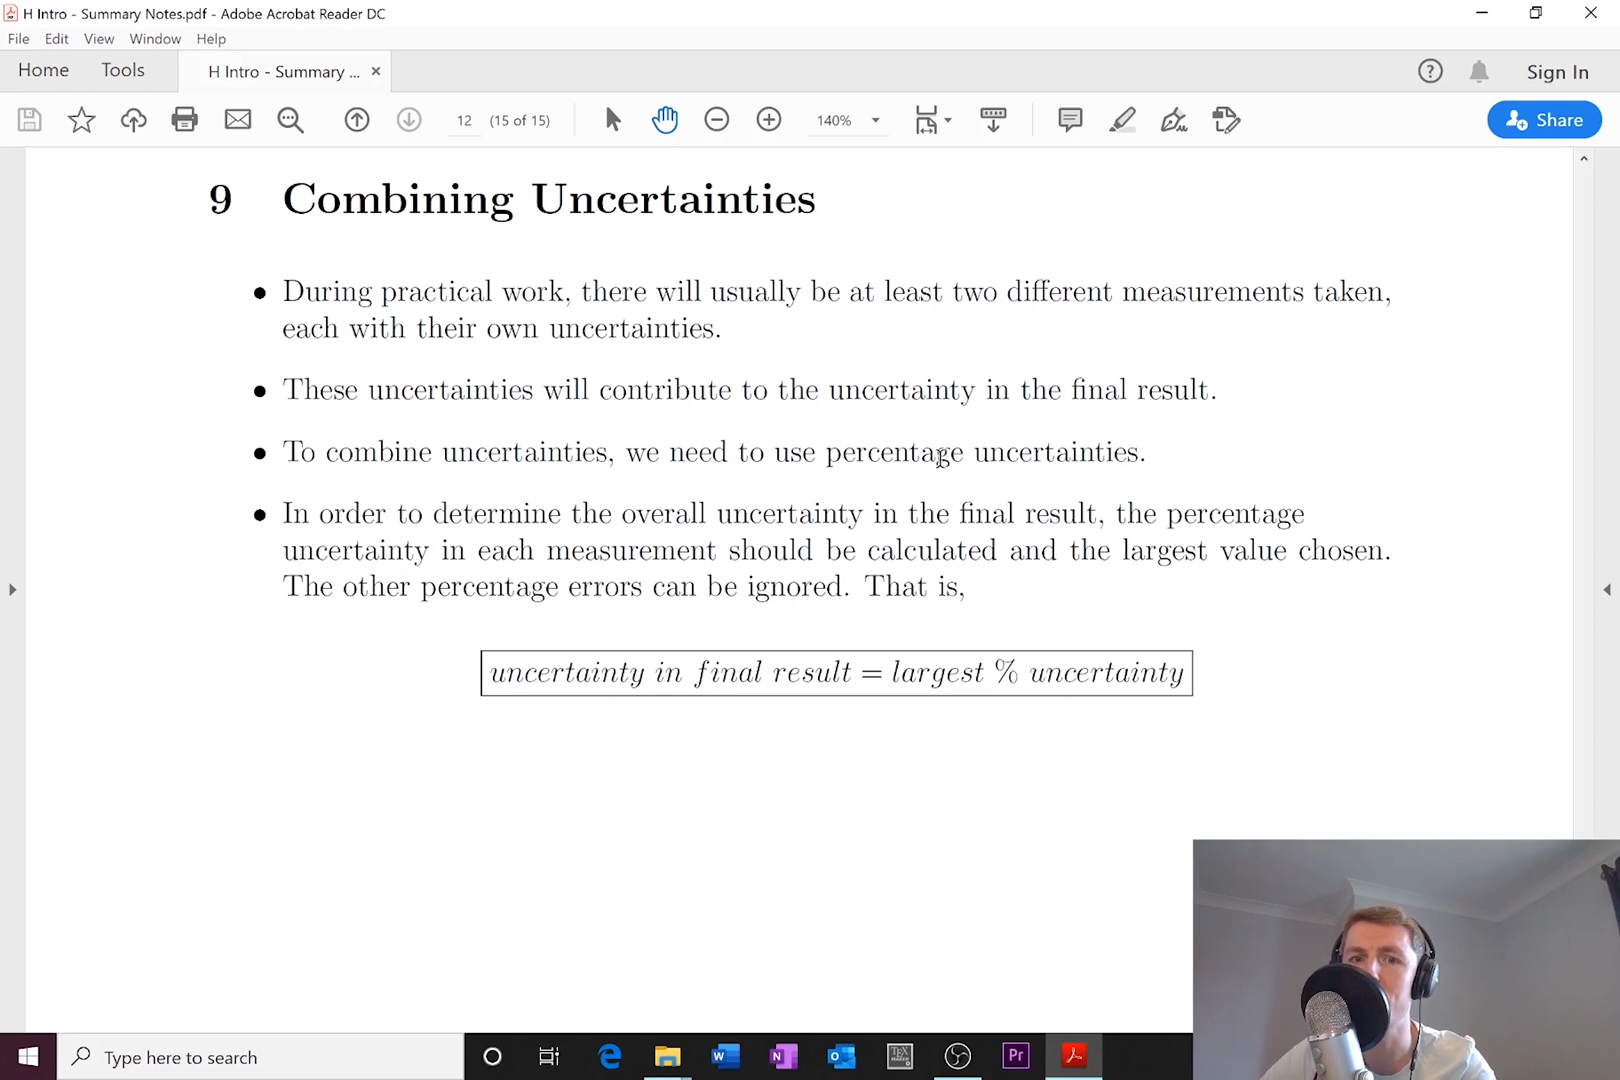 H Intro - Summary Notes.pdf - Adobe Acrobat Reader DC
File Edit View Window Help
Home Tools H Intro - Summary ... × Sign In
12 (15 of 15) 140% Share
9 Combining Uncertainties
• During practical work, there will usually be at least two different measurements taken,
each with their own uncertainties.
• These uncertainties will contribute to the uncertainty in the final result.
• To combine uncertainties, we need to use percentage uncertainties.
• In order to determine the overall uncertainty in the final result, the percentage
uncertainty in each measurement should be calculated and the largest value chosen.
The other percentage errors can be ignored. That is,
uncertainty in final result = largest % uncertainty
Type here to search
Pr